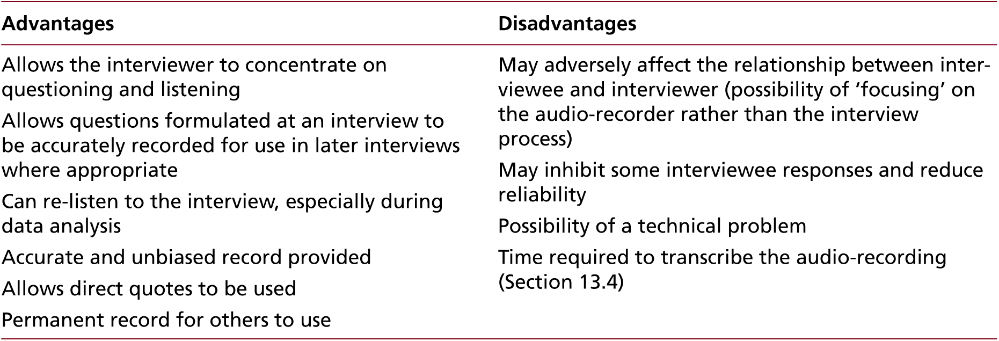 Advantages
Disadvantages
Allows the interviewer to concentrate on
questioning and listening
Allows questions formulated at an interview to
be accurately recorded for use in later interviews
where appropriate
Can re-listen to the interview, especially during
data analysis
Accurate and unbiased record provided
Allows direct quotes to be used
Permanent record for others to use
May adversely affect the relationship between inter-
viewee and interviewer (possibility of ‘focusing’ on
the audio-recorder rather than the interview
process)
May inhibit some interviewee responses and reduce
reliability
Possibility of a technical problem
Time required to transcribe the audio-recording
(Section 13.4)